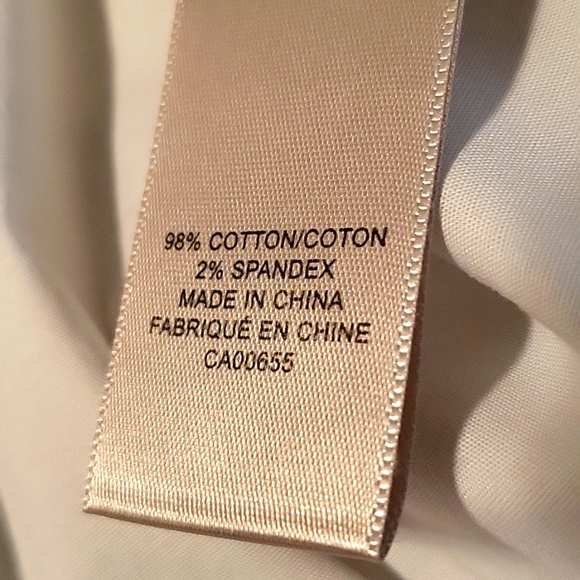 98% COTTON/COTON
2% SPANDEX
MADE IN CHINA
FABRIQUÉ EN CHINE
CA00655